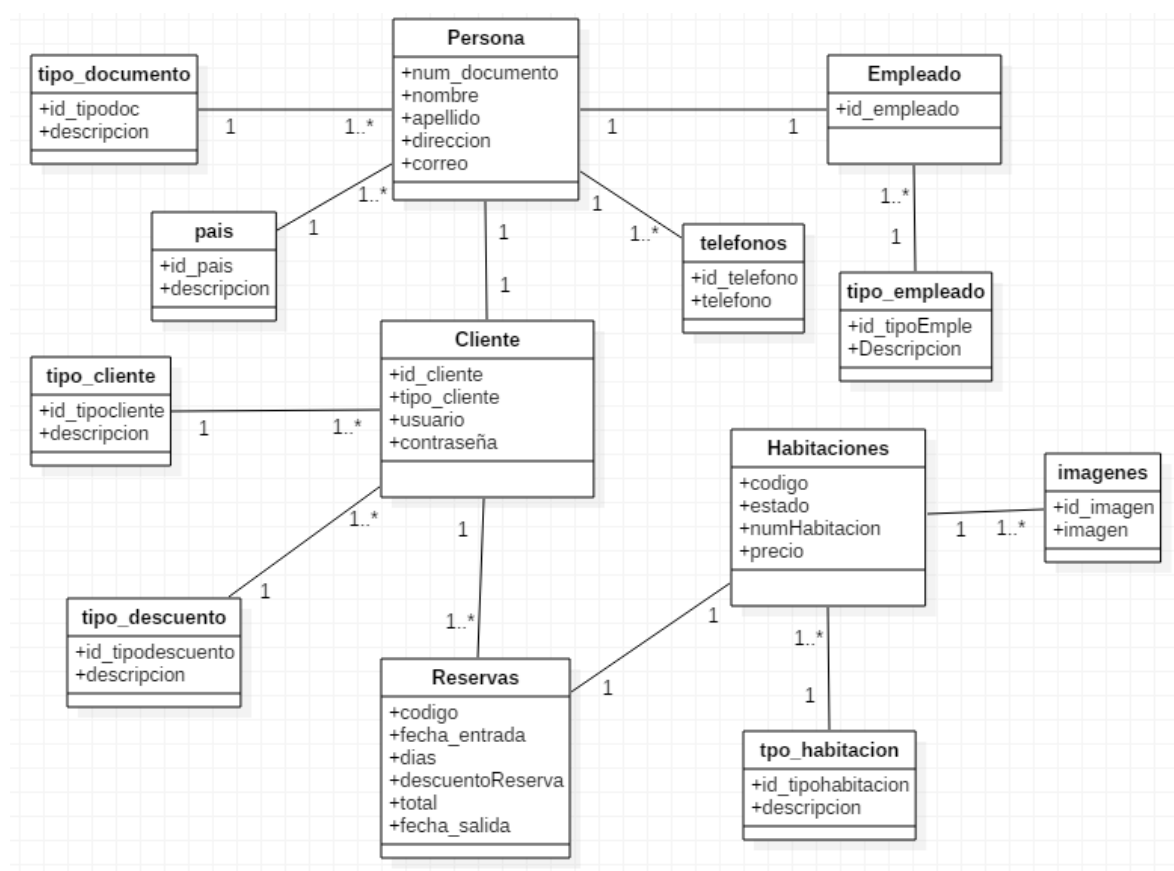 Persona
+num_documento
+nombre
+apellido
+direccion
+correo
tipo_documento
+id_tipodoc
+descripcion
1
1..*
Empleado
+id_empleado
1
1
pais
+id_pais
+descripcion
1
1..*
telefonos
+id_telefono
+telefono
1
1..*
tipo_empleado
+id_tipoEmple
+Descripcion
1..*
1
1
1
Cliente
+id_cliente
+tipo_cliente
+usuario
+contraseña
tipo_cliente
+id_tipocliente
+descripcion
1
1..*
Habitaciones
+codigo
+estado
+numHabitacion
+precio
imagenes
+id_imagen
+imagen
1
1..*
tipo_descuento
+id_tipodescuento
+descripcion
1..*
1
1
1..*
Reservas
+codigo
+fecha_entrada
+dias
+descuentoReserva
+total
+fecha_salida
1
1
1..*
1
tpo_habitacion
+id_tipohabitacion
+descripcion